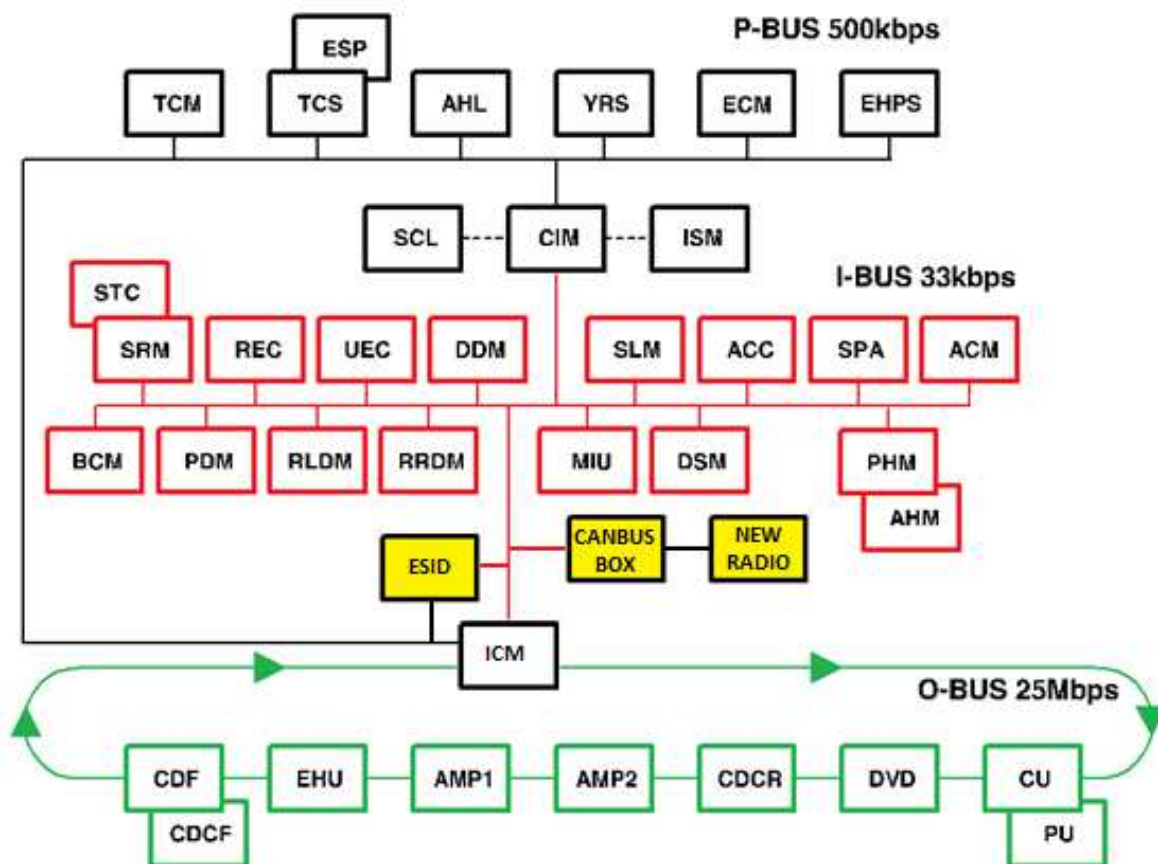 P-BUS 500kbps
ESP
TCM
TCS
AHL
YRS
ECM
EHPS
SCL
CIM
ISM
I-BUS 33kbps
STC
SRM
REC
UEC
DDM
SLM
ACC
SPA
ACM
BCM
PDM
RLDM
RRDM
MIU
DSM
PHM
AHM
ESID
CANBUS
BOX
NEW
RADIO
ICM
O-BUS 25Mbps
CDF
EHU
AMP1
AMP2
CDCR
DVD
CU
CDCF
PU